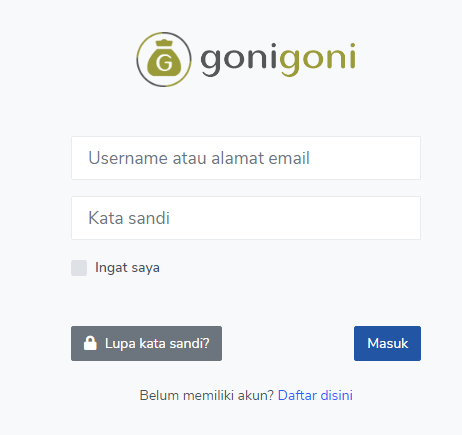 G gonigoni
Username atau alamat email
Kata sandi
Ingat saya
Lupa kata sandi? Masuk
Belum memiliki akun? Daftar disini